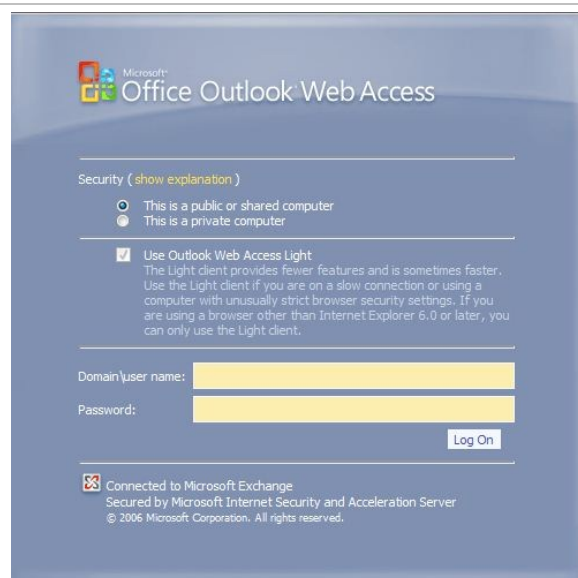 Microsoft®
Office Outlook Web Access
Security ( show explanation )
This is a public or shared computer
This is a private computer
Use Outlook Web Access Light
The Light client provides fewer features and is sometimes faster.
Use the Light client if you are on a slow connection or using a
computer with unusually strict browser security settings. If you
are using a browser other than Internet Explorer 6.0 or later, you
can only use the Light client.
Domain\user name:
Password:
Log On
Connected to Microsoft Exchange
Secured by Microsoft Internet Security and Acceleration Server
© 2006 Microsoft Corporation. All rights reserved.